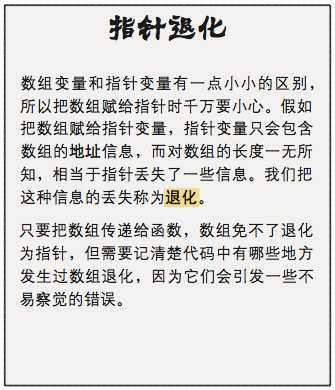 指针退化
数组变量和指针变量有一点小小的区别,
所以把数组赋给指针时千万要小心。假如
把数组赋给指针变量，指针变量只会包含
数组的地址信息，而对数组的长度一无所
知，相当于指针丢失了一些信息。我们把
这种信息的丢失称为退化。
只要把数组传递给函数，数组免不了退化
为指针，但需要记清楚代码中有哪些地方
发生过数组退化，因为它们会引发一些不
易察觉的错误。